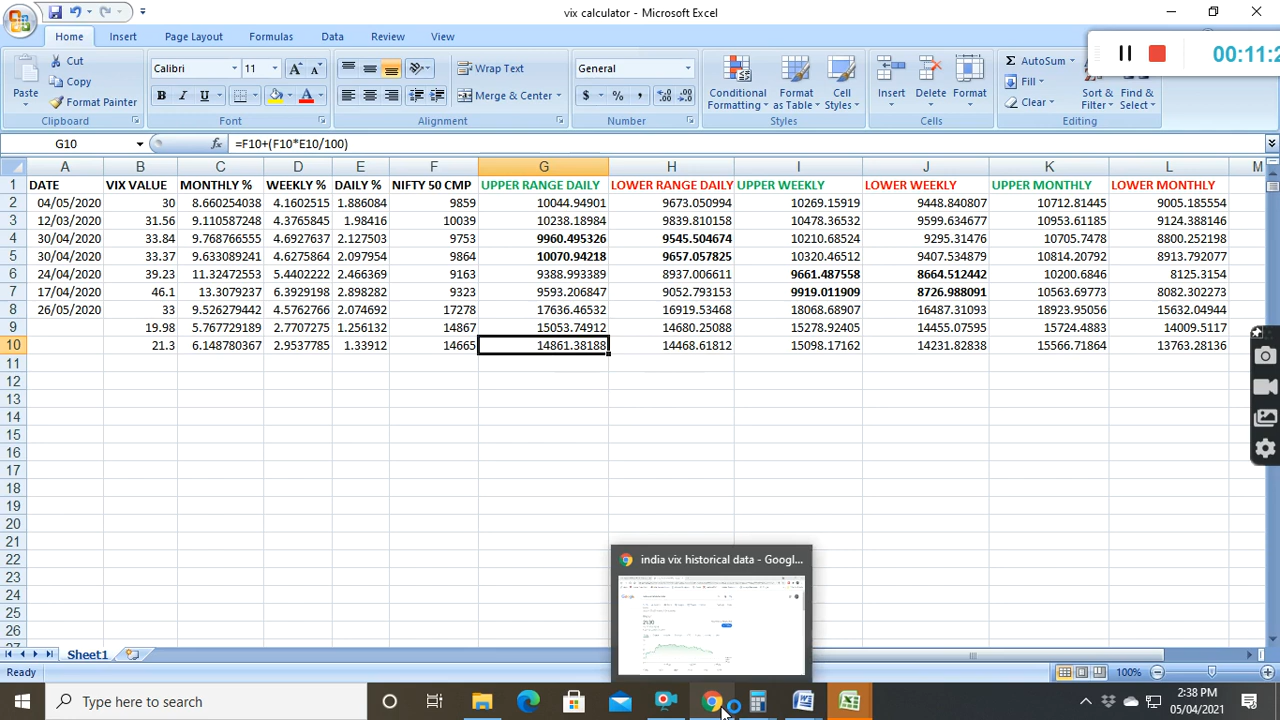 vix calculator - Microsoft Excel
Home Insert Page Layout Formulas Data Review View
00:11:2
Paste Cut Copy Format Painter Clipboard
Calibri 11 A A B I U A Font
Wrap Text Merge & Center Alignment
General $ % , Number
Conditional Formatting Format as Table Cell Styles Styles
Insert Delete Format Cells
Σ AutoSum Fill Clear Sort & Filter Find & Select Editing
G10 fx =F10+(F10*E10/100)
A B C D E F G H I J K L M
1 DATE VIX VALUE MONTHLY % WEEKLY % DAILY % NIFTY 50 CMP UPPER RANGE DAILY LOWER RANGE DAILY UPPER WEEKLY LOWER WEEKLY UPPER MONTHLY LOWER MONTHLY
2 04/05/2020 30 8.660254038 4.1602515 1.886084 9859 10044.94901 9673.050994 10269.15919 9448.840807 10712.81445 9005.185554
3 12/03/2020 31.56 9.110587248 4.3765845 1.98416 10039 10238.18984 9839.810158 10478.36532 9599.634677 10953.61185 9124.388146
4 30/04/2020 33.84 9.768766555 4.6927637 2.127503 9753 9960.495326 9545.504674 10210.68524 9295.31476 10705.7478 8800.252198
5 30/04/2020 33.37 9.633089241 4.6275864 2.097954 9864 10070.94218 9657.057825 10320.46512 9407.534879 10814.20792 8913.792077
6 24/04/2020 39.23 11.32472553 5.4402222 2.466369 9163 9388.993389 8937.006611 9661.487558 8664.512442 10200.6846 8125.3154
7 17/04/2020 46.1 13.3079237 6.3929198 2.898282 9323 9593.206847 9052.793153 9919.011909 8726.988091 10563.69773 8082.302273
8 26/05/2020 33 9.526279442 4.5762766 2.074692 17278 17636.46532 16919.53468 18068.68907 16487.31093 18923.95056 15632.04944
9 19.98 5.767729189 2.7707275 1.256132 14867 15053.74912 14680.25088 15278.92405 14455.07595 15724.4883 14009.5117
10 21.3 6.148780367 2.9537785 1.33912 14665 14861.38188 14468.61812 15098.17162 14231.82838 15566.71864 13763.28136
11
12
13
14
15
16
17
18
19
20
21
22
23
24
25
26
india vix historical data - Googl...
Google
Sheet1
Ready 100%
Type here to search
2:38 PM
05/04/2021